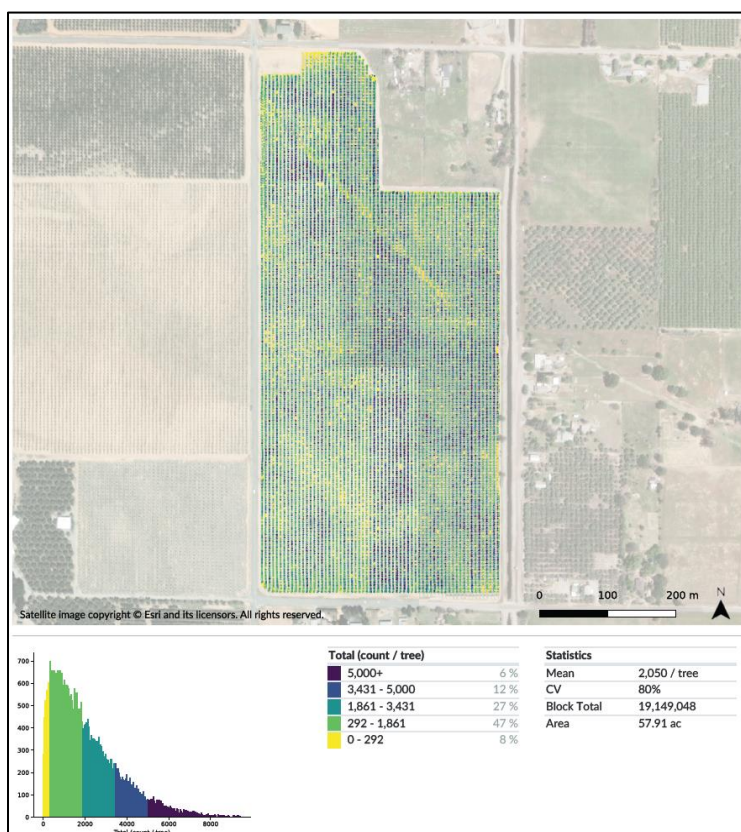 Satellite image copyright © Esri and its licensors. All rights reserved.
0 100 200 m
N
Total (count / tree)
5,000+ 6 %
3,431 - 5,000 12 %
1,861 - 3,431 27 %
292 - 1,861 47 %
0 - 292 8 %
Statistics
Mean 2,050 / tree
CV 80%
Block Total 19,149,048
Area 57.91 ac
700
600
500
400
300
200
100
0
0 2000 4000 6000 8000
Total (count / tree)